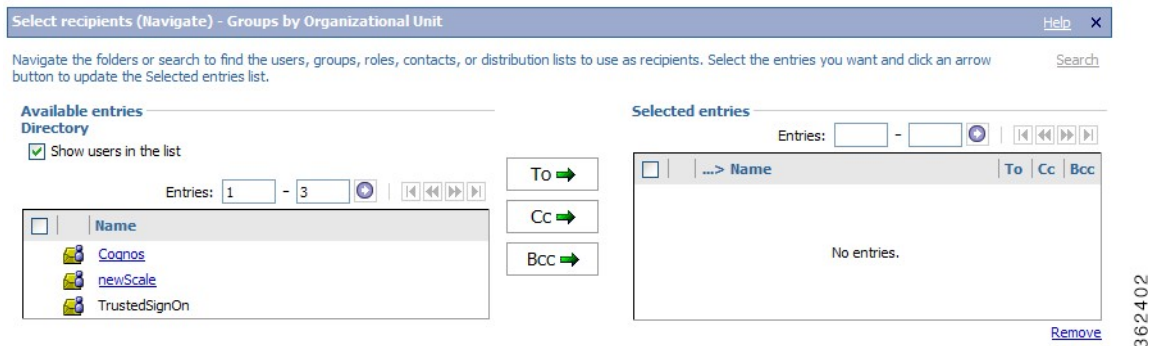 Select recipients (Navigate) - Groups by Organizational Unit
Help X
Navigate the folders or search to find the users, groups, roles, contacts, or distribution lists to use as recipients. Select the entries you want and click an arrow
button to update the Selected entries list.
Search
Available entries
Directory
Show users in the list
Entries: 1 - 3
Name
Cognos
newScale
TrustedSignOn
To
Cc
Bcc
Selected entries
Entries: -
...> Name To Cc Bcc
No entries.
Remove
362402